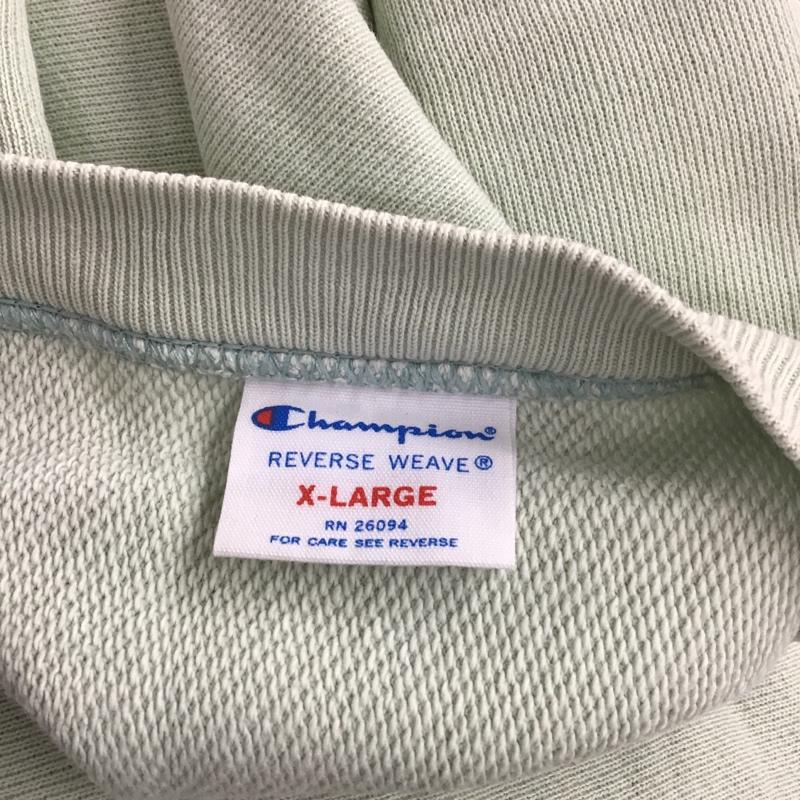 Champion®
REVERSE WEAVE®
X-LARGE
RN 26094
FOR CARE SEE REVERSE